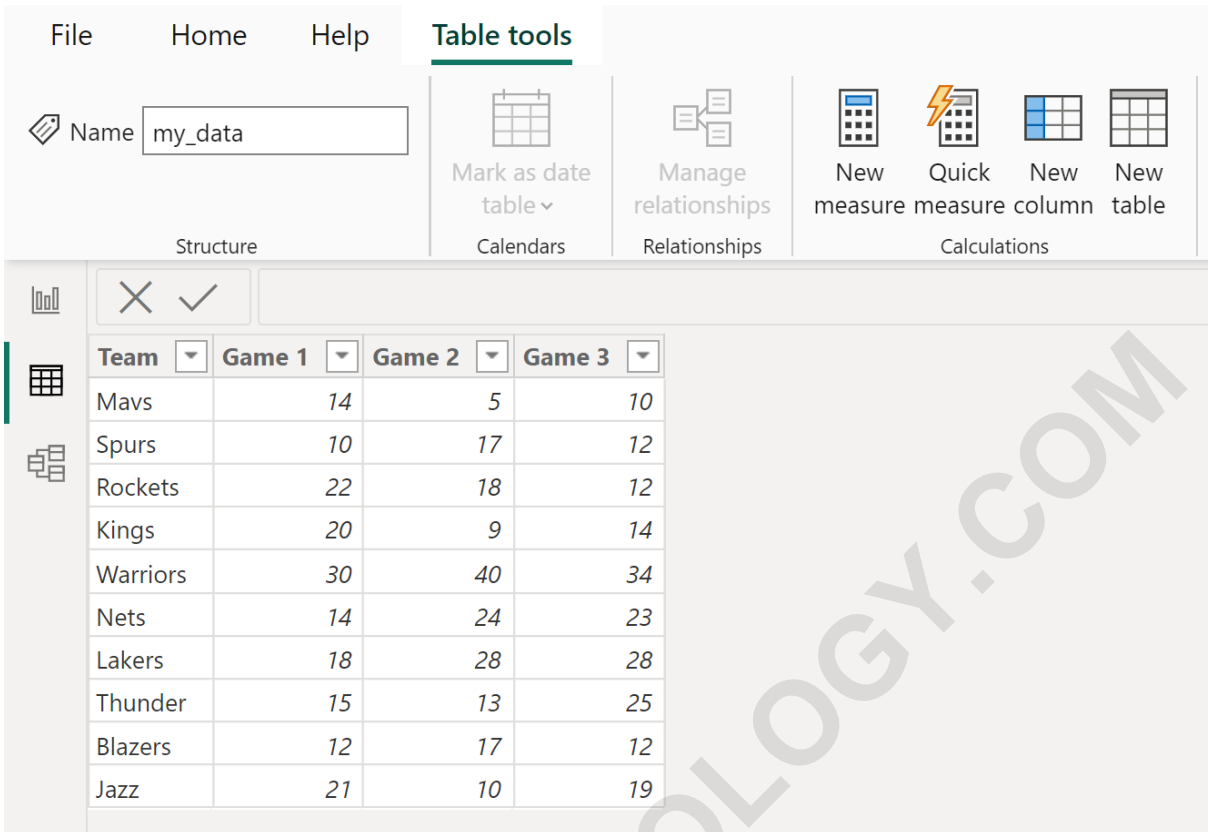 File Home Help Table tools
Name my_data
Mark as date table
Manage relationships
New measure
Quick measure
New column
New table
Structure Calendars Relationships Calculations
Team Game 1 Game 2 Game 3
Mavs 14 5 10
Spurs 10 17 12
Rockets 22 18 12
Kings 20 9 14
Warriors 30 40 34
Nets 14 24 23
Lakers 18 28 28
Thunder 15 13 25
Blazers 12 17 12
Jazz 21 10 19
OLOGY.COM